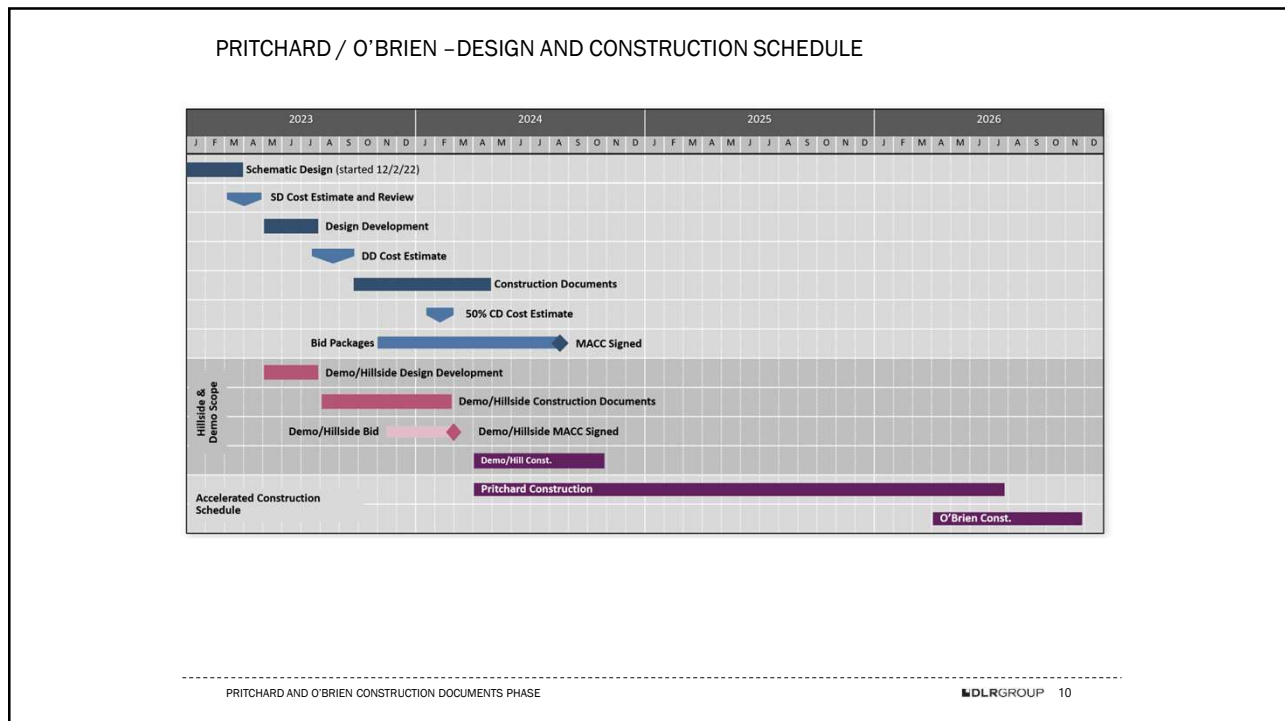 PRITCHARD / O'BRIEN –DESIGN AND CONSTRUCTION SCHEDULE
2023 2024 2025 2026
J F M A M J J A S O N D J F M A M J J A S O N D J F M A M J J A S O N D J F M A M J J A S O N D
Schematic Design (started 12/2/22)
SD Cost Estimate and Review
Design Development
DD Cost Estimate
Construction Documents
50% CD Cost Estimate
Bid Packages MACC Signed
Hillside &
Demo Scope
Demo/Hillside Design Development
Demo/Hillside Construction Documents
Demo/Hillside Bid Demo/Hillside MACC Signed
Demo/Hill Const.
Accelerated Construction
Schedule
Pritchard Construction
O'Brien Const.
PRITCHARD AND O'BRIEN CONSTRUCTION DOCUMENTS PHASE DLRGROUP 10